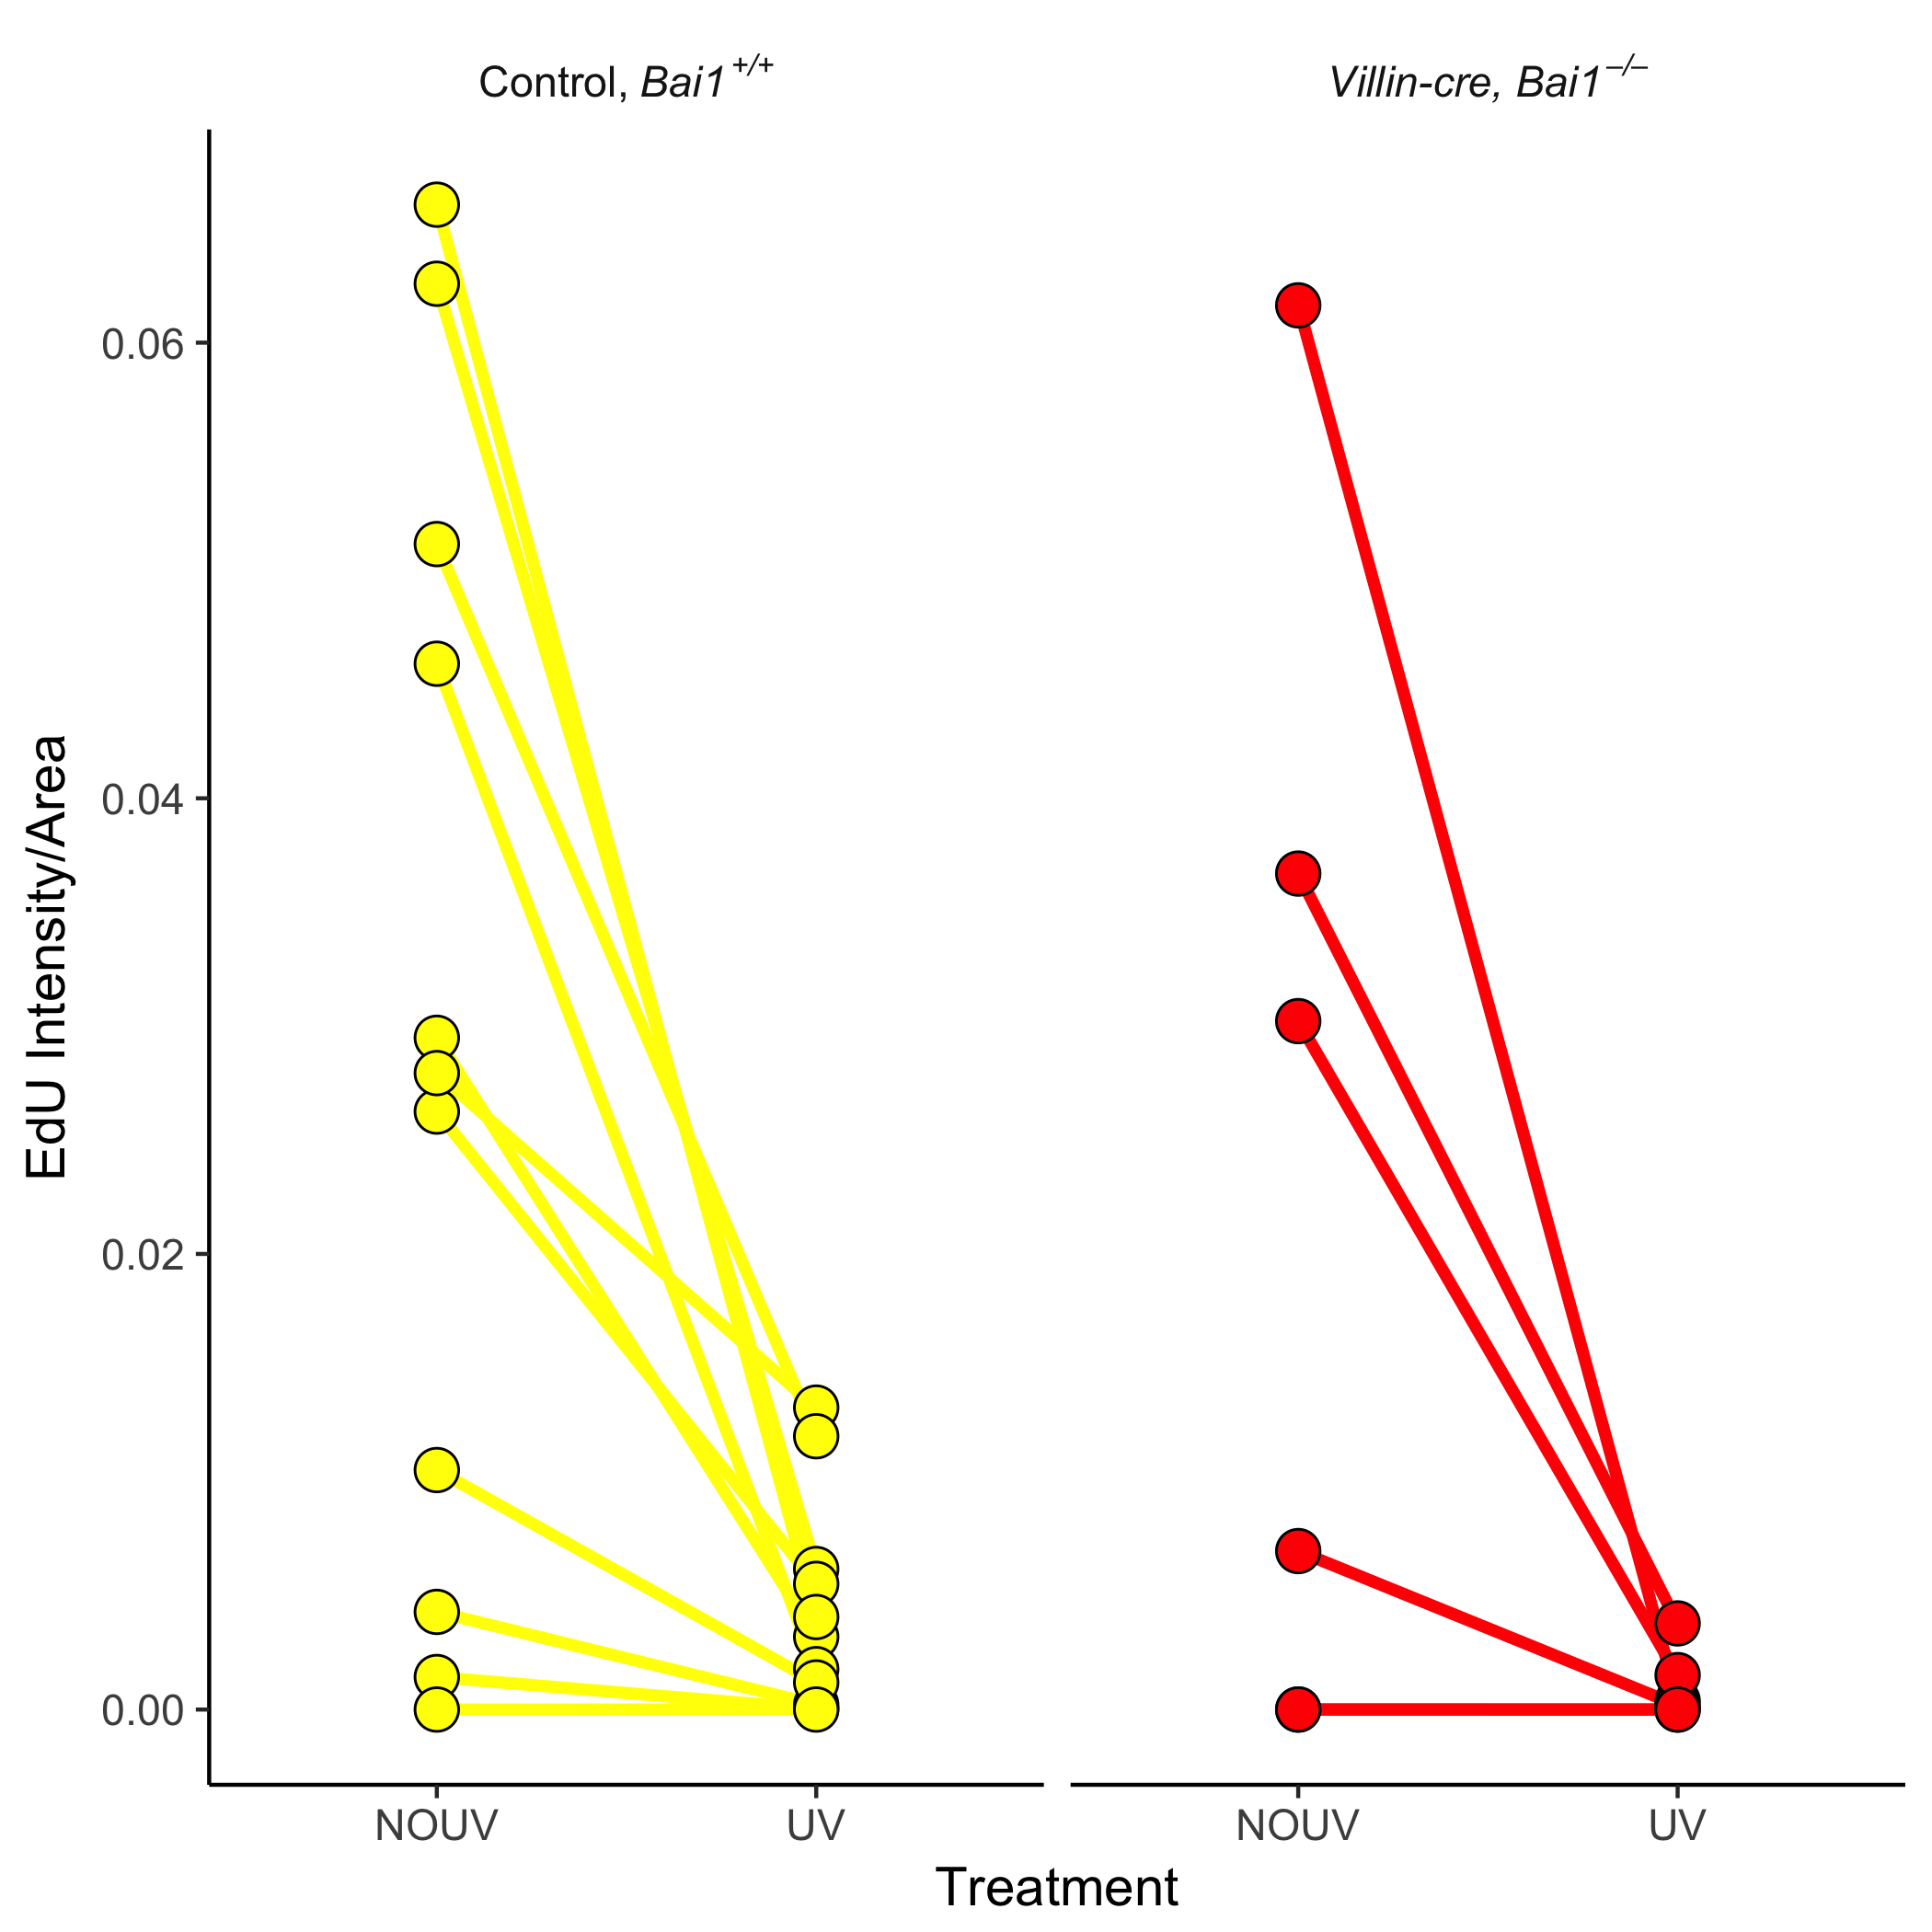 Control, Bai1 +/+
Villin-cre, Bai1 −/−
EdU Intensity/Area
0.06
0.04
0.02
0.00
NOUV UV NOUV UV
Treatment